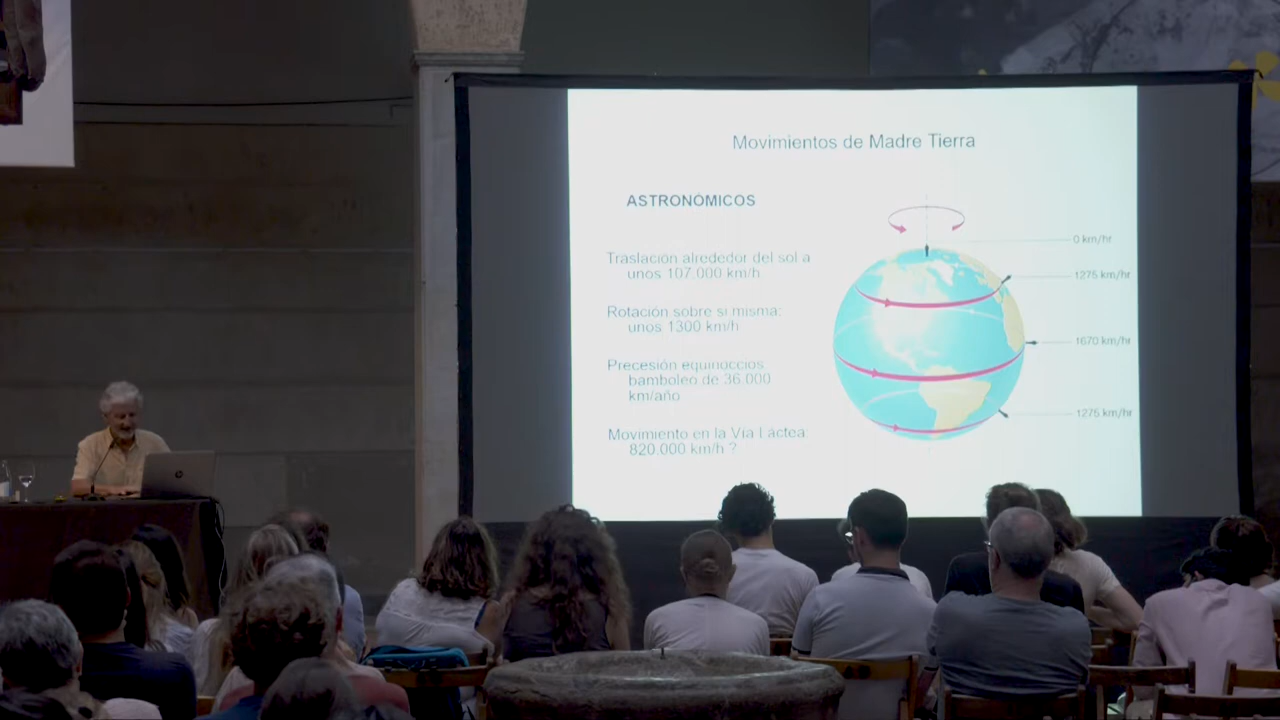 Movimientos de Madre Tierra
ASTRONÓMICOS
Traslación alrededor del sol a
unos 107.000 km/h
Rotación sobre si misma:
unos 1300 km/h
Precesión equinoccios:
bamboleo de 36.000
km/año
Movimiento en la Vía Láctea:
820.000 km/h ?
0 km/hr
1275 km/hr
1670 km/hr
1275 km/hr